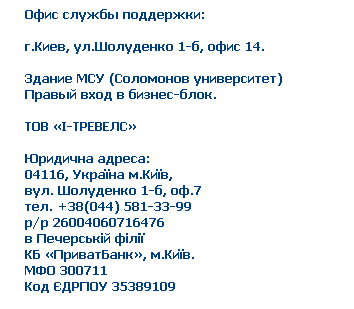 Офис службы поддержки:
г.Киев, ул.Шолуденко 1-б, офис 14.
Здание МСУ (Соломонов университет)
Правый вход в бизнес-блок.
ТОВ «І-ТРЕВЕЛС»
Юридична адреса:
04116, Україна м.Київ,
вул. Шолуденко 1-б, оф.7
тел. +38(044) 581-33-99
р/р 26004060716476
в Печерській філії
КБ «ПриватБанк», м.Київ.
МФО 300711
Код ЄДРПОУ 35389109